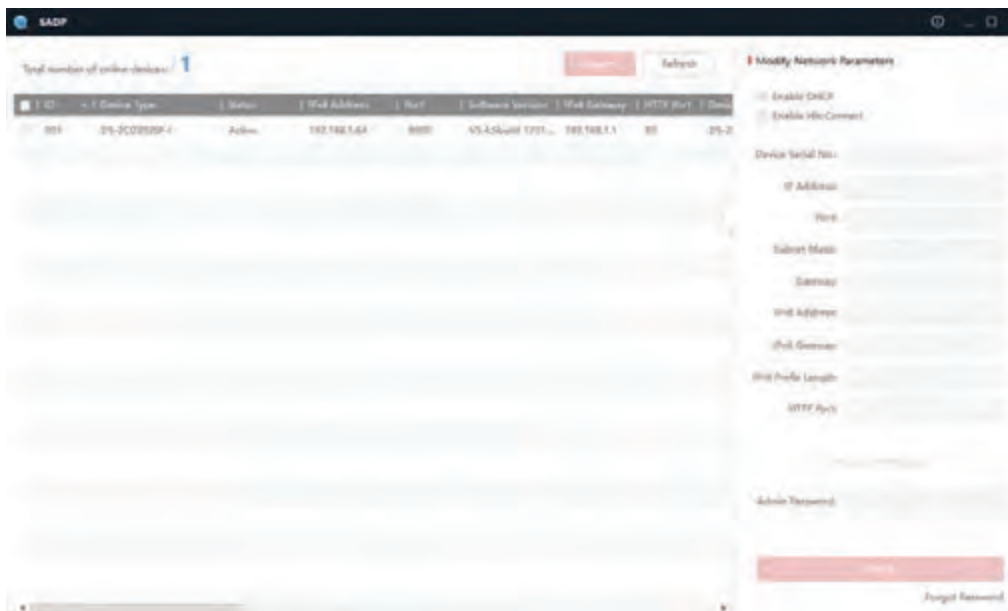 SADP
Total number of online devices: 1
Refresh
ID
Device Type
Status
IPv4 Address
Port
Software Version
IPv4 Gateway
HTTP Port
001
Active
192.168.1.64
8000
192.168.1.1
80
Modify Network Parameters
Enable DHCP
Enable Hik-Connect
Device Serial No.:
IP Address:
Port:
Subnet Mask:
Gateway:
IPv6 Address:
IPv6 Gateway:
IPv6 Prefix Length:
HTTP Port:
Admin Password:
Forgot Password